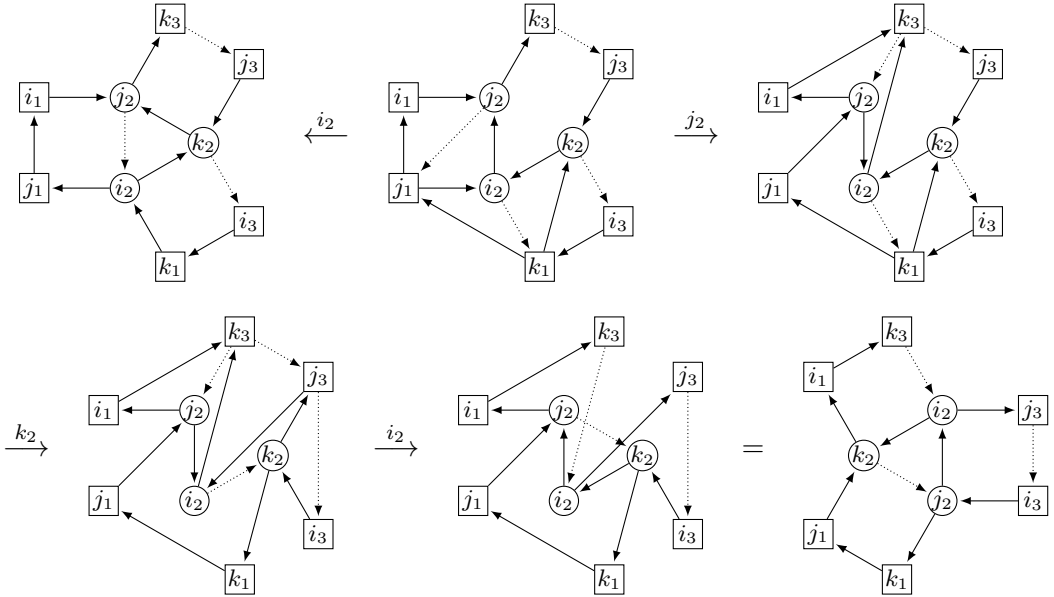 k₃ k₃ k₃
j₃ j₃ j₃
i₁ j₂ i₁ j₂ i₁ j₂
←i₂ →j₂
k₂ k₂ k₂
j₁ i₂ j₁ i₂ j₁ i₂
i₃ i₃ i₃
k₁ k₁ k₁
k₃ k₃ k₃
j₃ j₃ i₁
i₁ j₂ i₁ j₂ i₂ j₃
→k₂ k₂ →i₂ k₂ = k₂
j₁ i₂ j₁ i₂ j₂ i₃
i₃ i₃ j₁
k₁ k₁ k₁